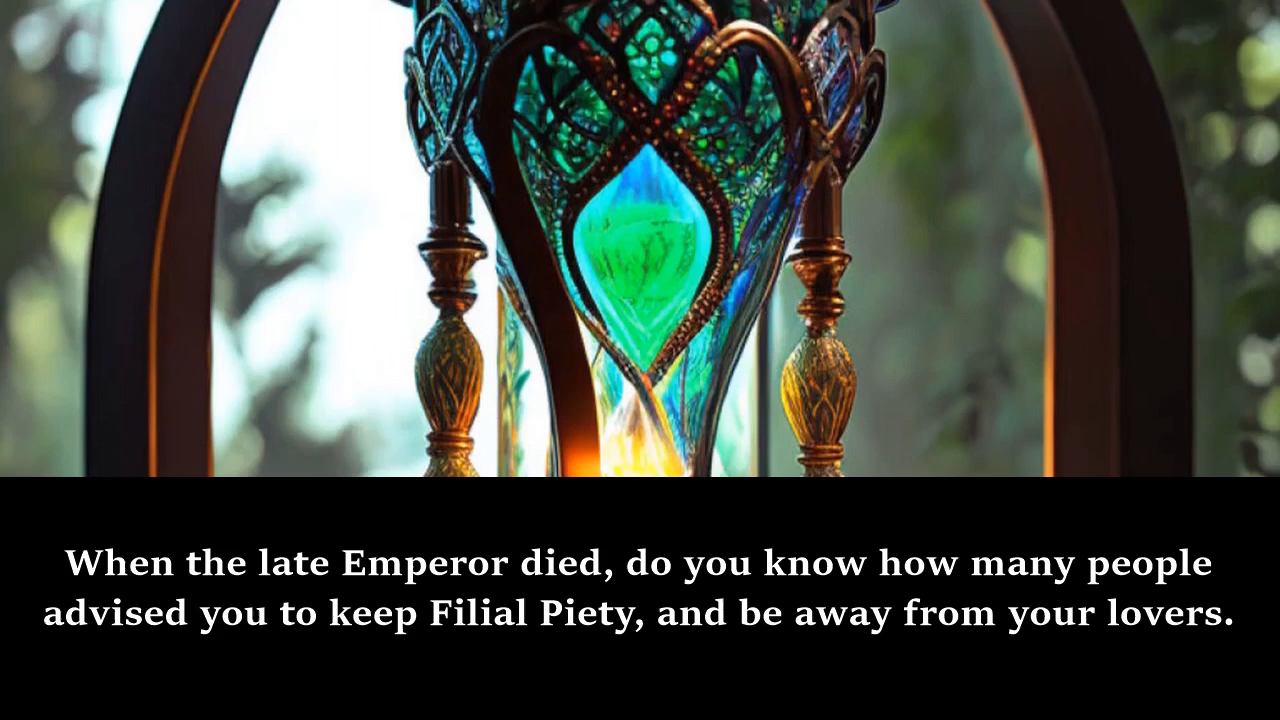 When the late Emperor died, do you know how many people
advised you to keep Filial Piety, and be away from your lovers.